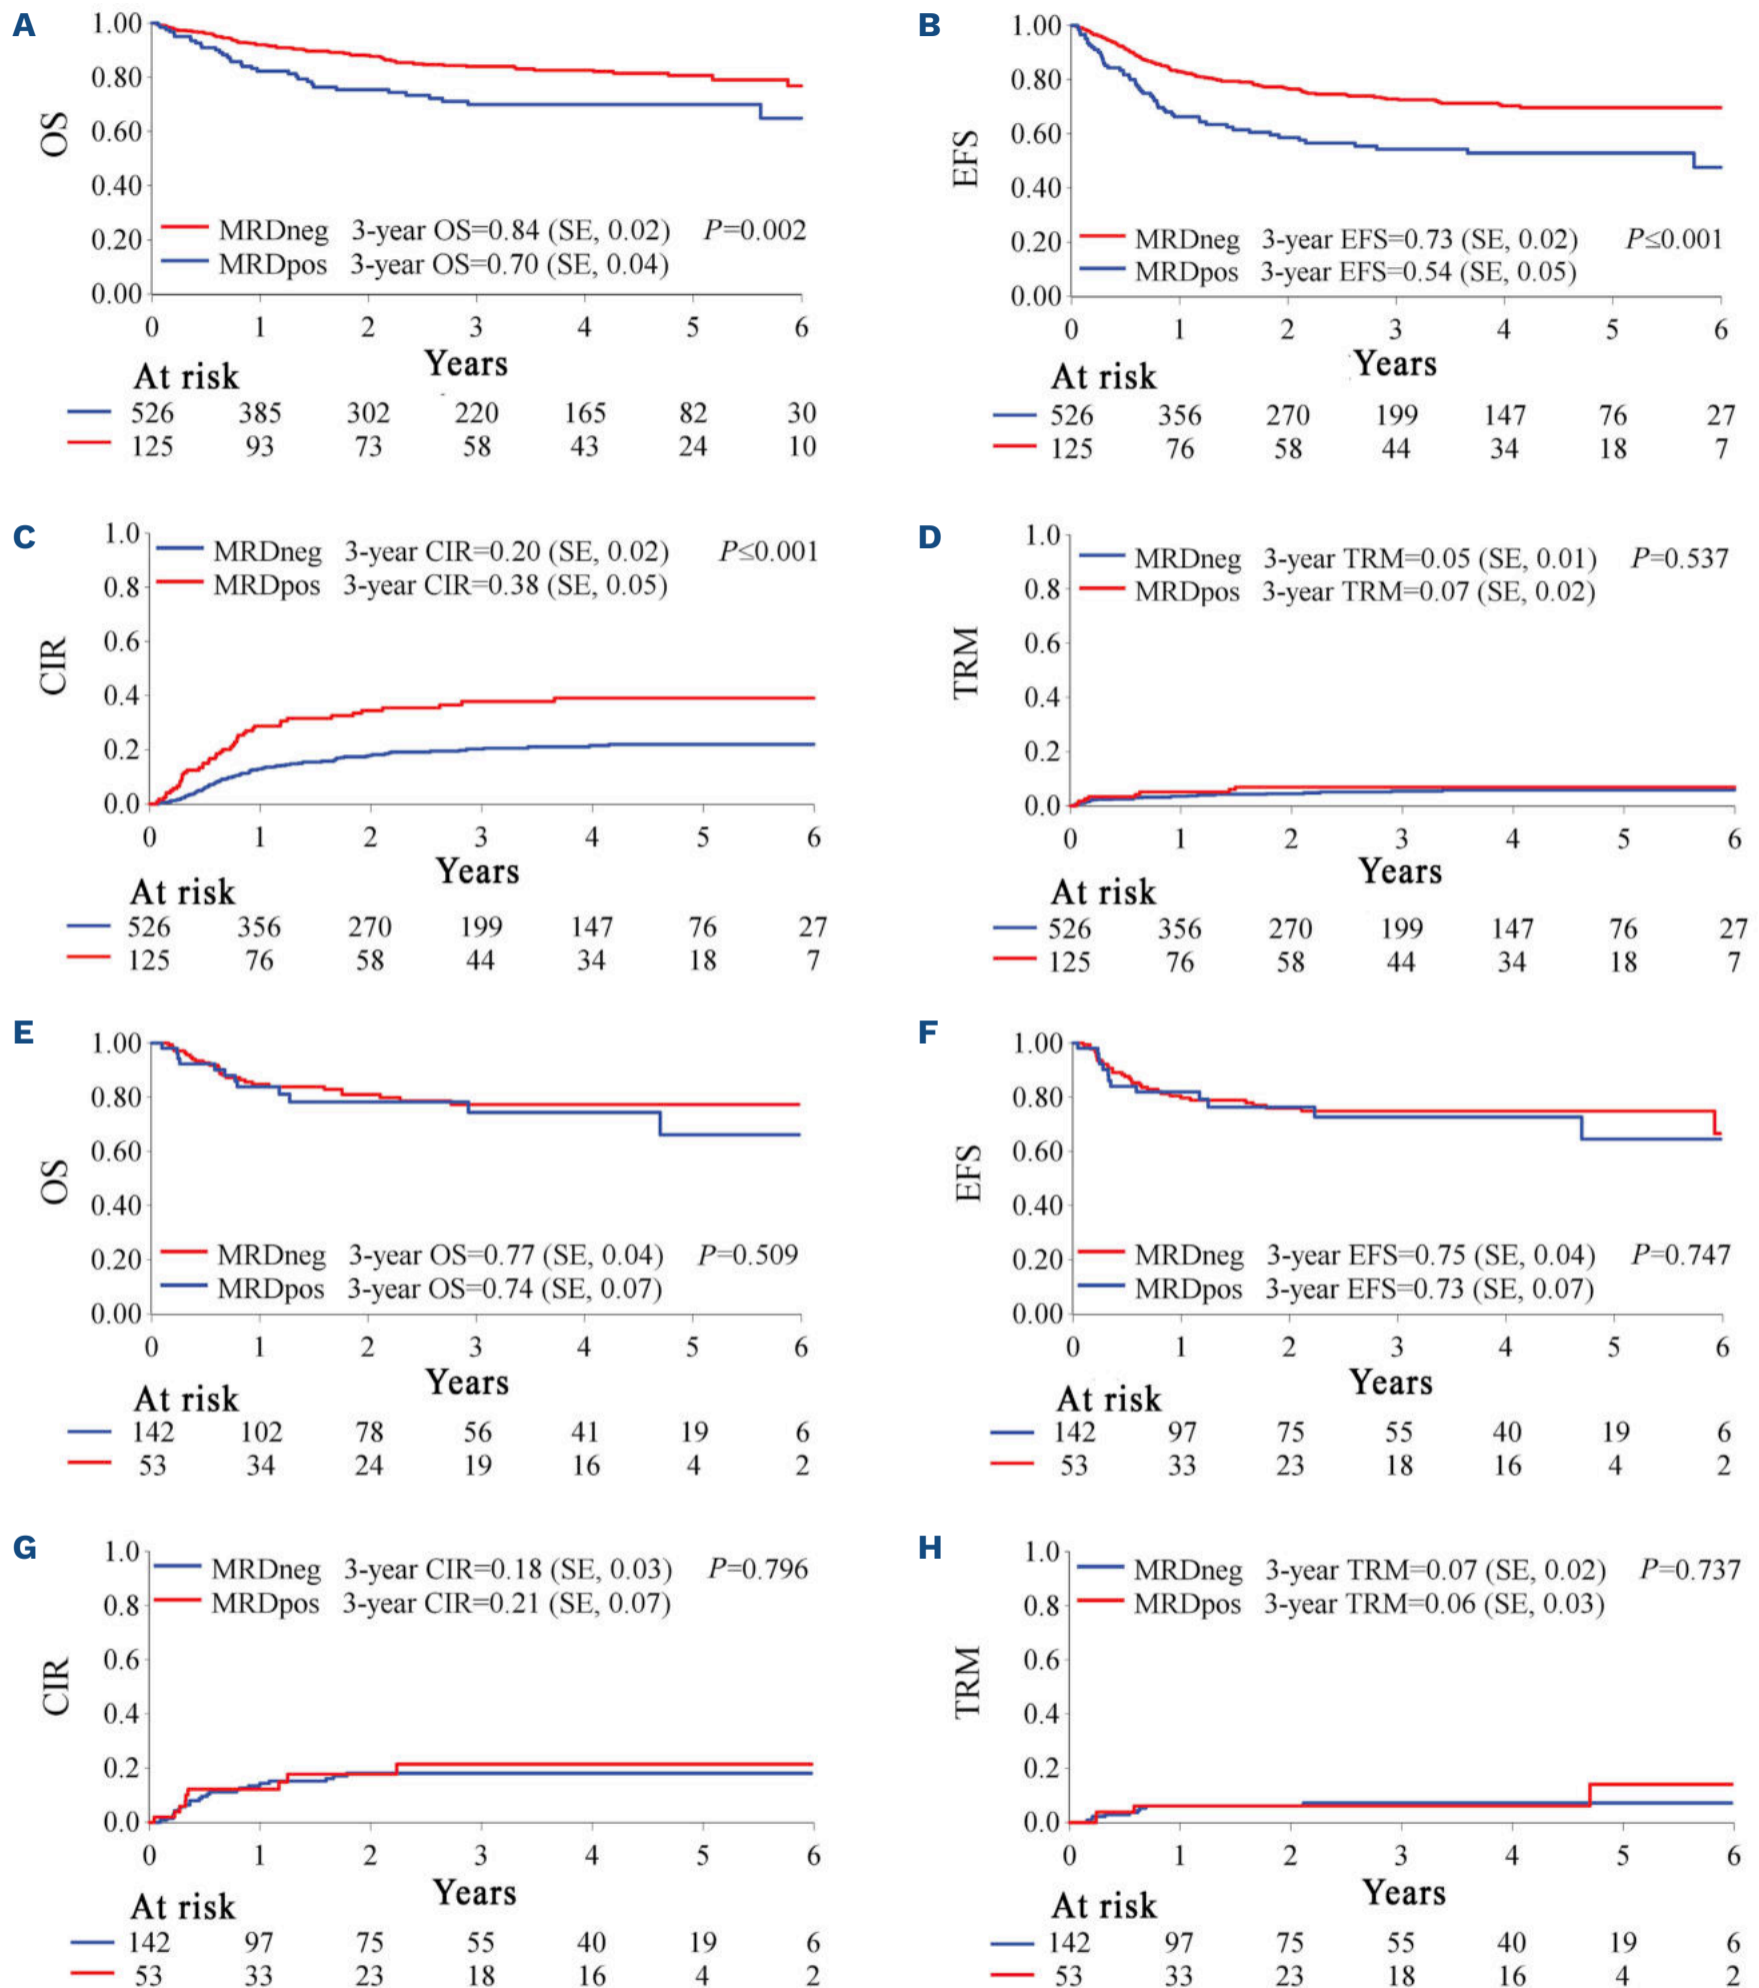 A
1.00
0.80
0.60
0.40
0.20
0.00
OS
MRDneg 3-year OS=0.84 (SE, 0.02) P=0.002
MRDpos 3-year OS=0.70 (SE, 0.04)
0 1 2 3 4 5 6
Years
At risk
526 385 302 220 165 82 30
125 93 73 58 43 24 10
B
1.00
0.80
0.60
0.40
0.20
0.00
EFS
MRDneg 3-year EFS=0.73 (SE, 0.02) P≤0.001
MRDpos 3-year EFS=0.54 (SE, 0.05)
0 1 2 3 4 5 6
Years
At risk
526 356 270 199 147 76 27
125 76 58 44 34 18 7
C
1.0
0.8
0.6
0.4
0.2
0.0
CIR
MRDneg 3-year CIR=0.20 (SE, 0.02) P≤0.001
MRDpos 3-year CIR=0.38 (SE, 0.05)
0 1 2 3 4 5 6
Years
At risk
526 356 270 199 147 76 27
125 76 58 44 34 18 7
D
1.0
0.8
0.6
0.4
0.2
0.0
TRM
MRDneg 3-year TRM=0.05 (SE, 0.01) P=0.537
MRDpos 3-year TRM=0.07 (SE, 0.02)
0 1 2 3 4 5 6
Years
At risk
526 356 270 199 147 76 27
125 76 58 44 34 18 7
E
1.00
0.80
0.60
0.40
0.20
0.00
OS
MRDneg 3-year OS=0.77 (SE, 0.04) P=0.509
MRDpos 3-year OS=0.74 (SE, 0.07)
0 1 2 3 4 5 6
Years
At risk
142 102 78 56 41 19 6
53 34 24 19 16 4 2
F
1.00
0.80
0.60
0.40
0.20
0.00
EFS
MRDneg 3-year EFS=0.75 (SE, 0.04) P=0.747
MRDpos 3-year EFS=0.73 (SE, 0.07)
0 1 2 3 4 5 6
Years
At risk
142 97 75 55 40 19 6
53 33 23 18 16 4 2
G
1.0
0.8
0.6
0.4
0.2
0.0
CIR
MRDneg 3-year CIR=0.18 (SE, 0.03) P=0.796
MRDpos 3-year CIR=0.21 (SE, 0.07)
0 1 2 3 4 5 6
Years
At risk
142 97 75 55 40 19 6
53 33 23 18 16 4 2
H
1.0
0.8
0.6
0.4
0.2
0.0
TRM
MRDneg 3-year TRM=0.07 (SE, 0.02) P=0.737
MRDpos 3-year TRM=0.06 (SE, 0.03)
0 1 2 3 4 5 6
Years
At risk
142 97 75 55 40 19 6
53 33 23 18 16 4 2